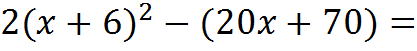 2(x + 6)² − (20x + 70) =